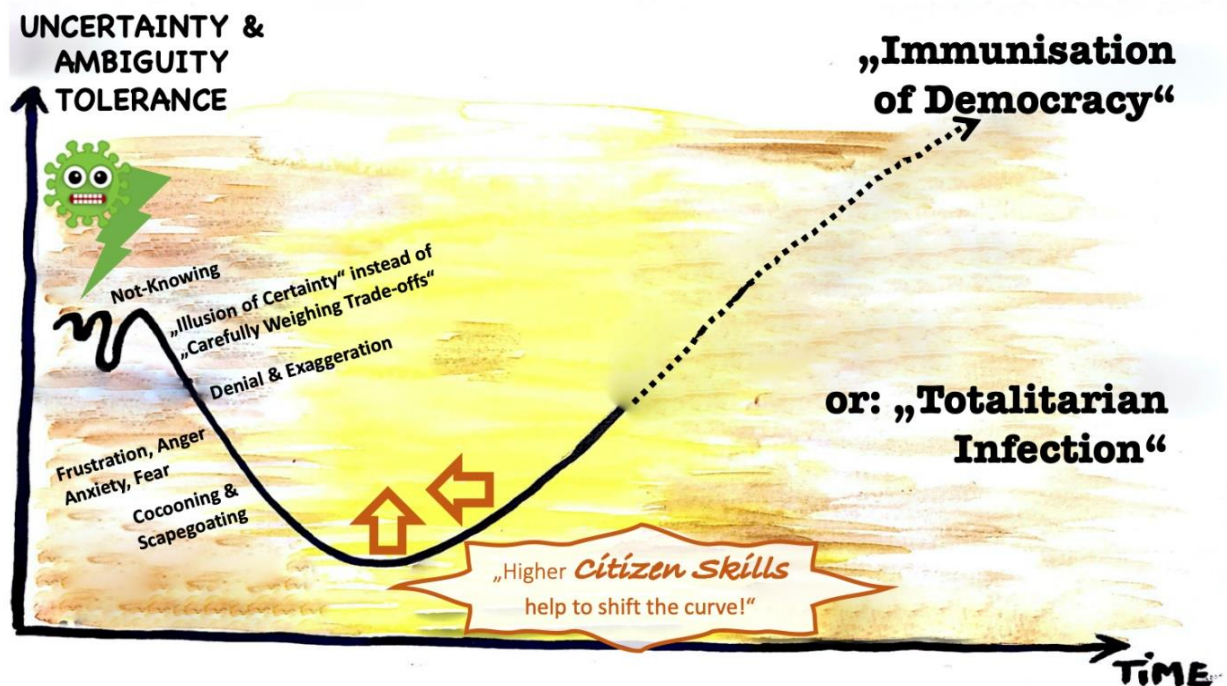 UNCERTAINTY &
AMBIGUITY
TOLERANCE
„Immunisation
of Democracy“
Not-Knowing
„Illusion of Certainty“ instead of
„Carefully Weighing Trade-offs“
Denial & Exaggeration
Frustration, Anger
Anxiety, Fear
Cocooning &
Scapegoating
or: „Totalitarian
Infection“
„Higher Citizen Skills
help to shift the curve!“
TiME